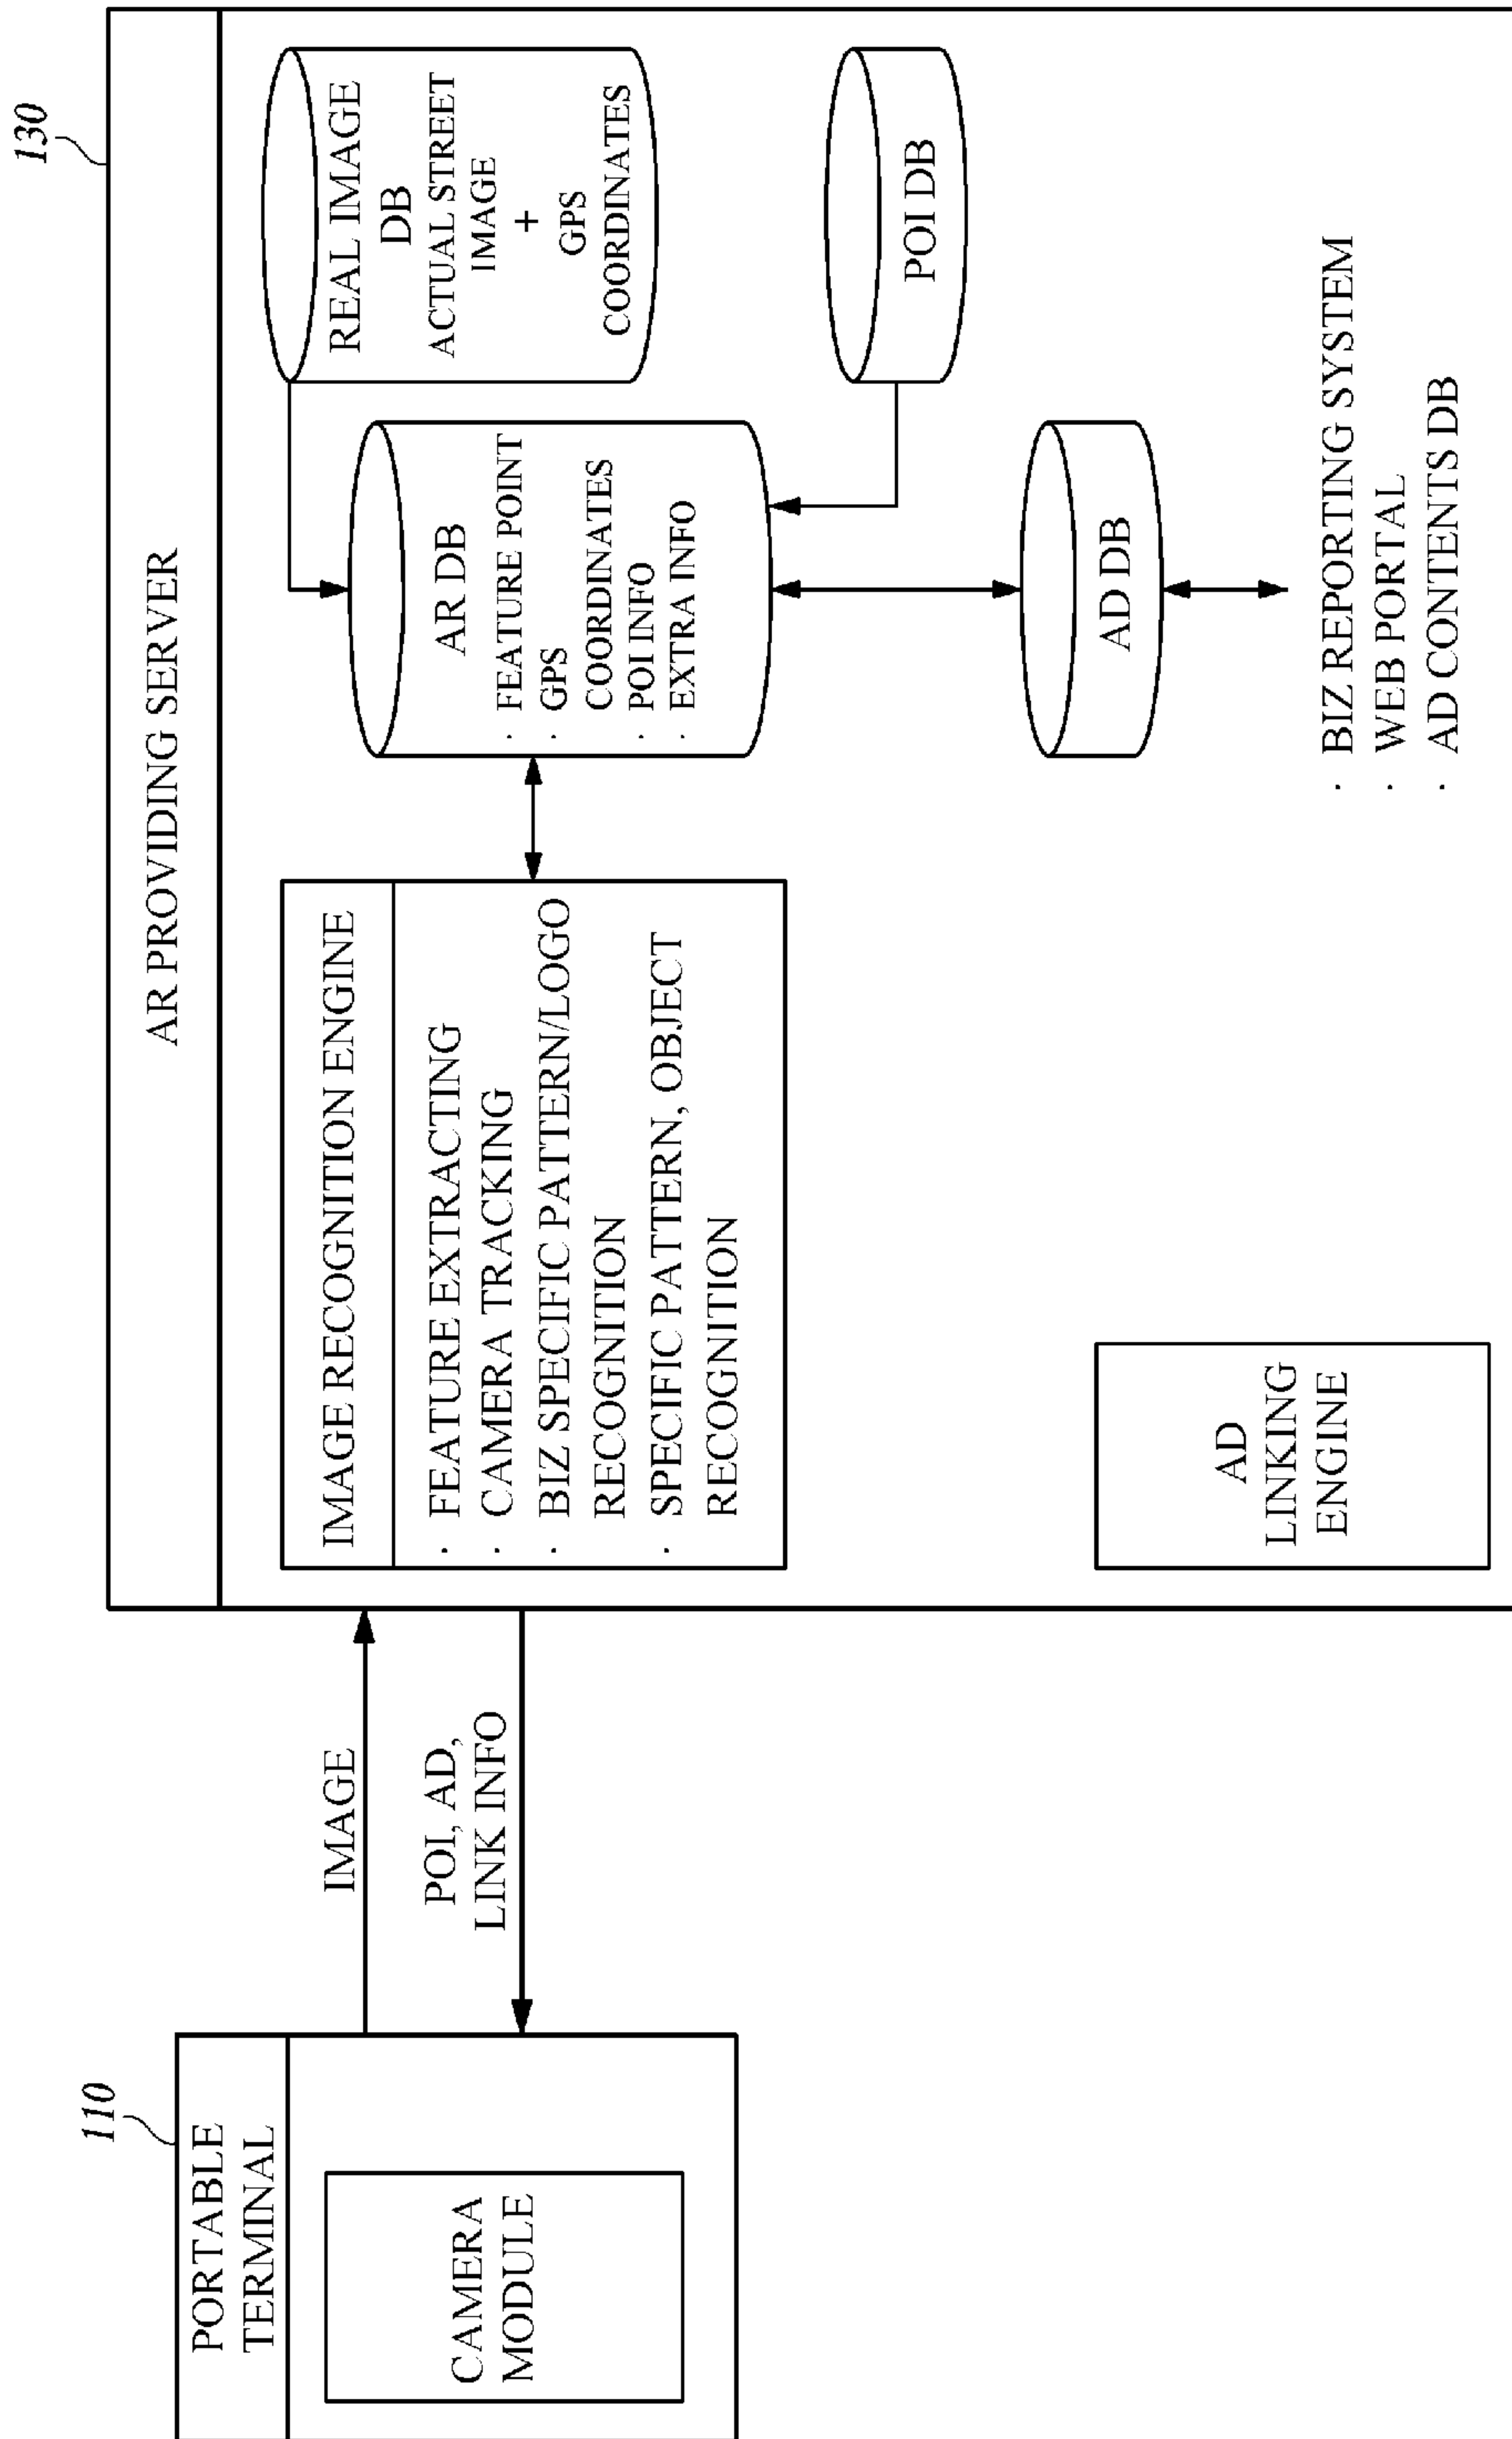 110
PORTABLE
TERMINAL
CAMERA
MODULE
IMAGE
POI, AD,
LINK INFO
130
AR PROVIDING SERVER
IMAGE RECOGNITION ENGINE
· FEATURE EXTRACTING
· CAMERA TRACKING
· BIZ SPECIFIC PATTERN/LOGO
RECOGNITION
· SPECIFIC PATTERN, OBJECT
RECOGNITION
AD
LINKING
ENGINE
AR DB
· FEATURE POINT
· GPS
COORDINATES
· POI INFO
· EXTRA INFO
REAL IMAGE
DB
ACTUAL STREET
IMAGE
+
GPS
COORDINATES
POI DB
AD DB
· BIZ REPORTING SYSTEM
· WEB PORTAL
· AD CONTENTS DB